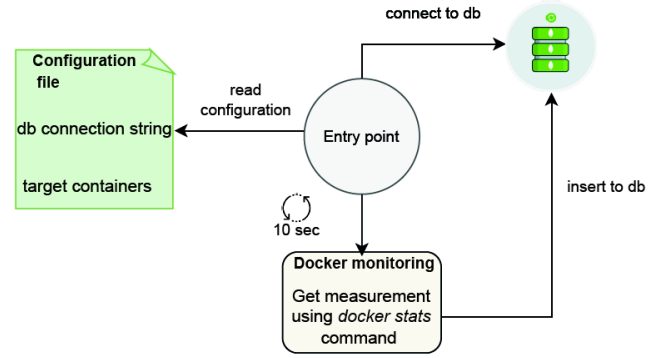 connect to db
Configuration
file
db connection string
target containers
read
configuration
Entry point
insert to db
10 sec
Docker monitoring
Get measurement
using docker stats
command